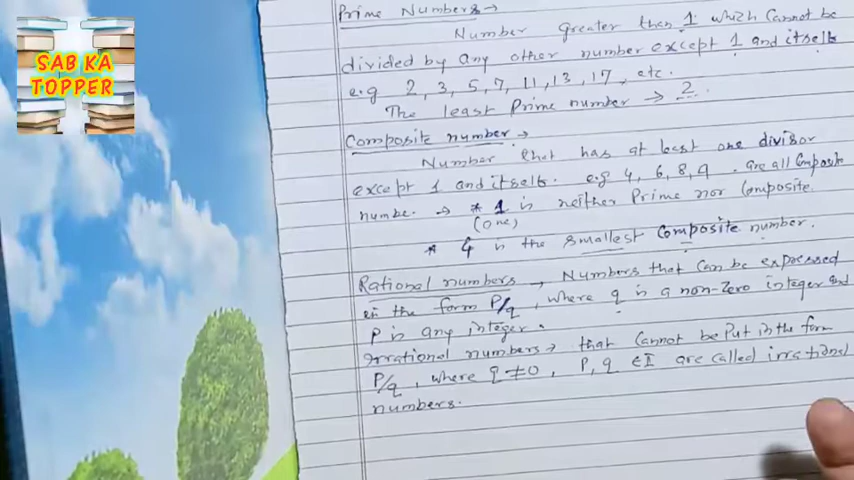 SAB KA
TOPPER
Prime Numbers →
Number greater than 1 which cannot be
divided by any other number except 1 and itself
e.g 2, 3, 5, 7, 11, 13, 17, etc.
The least Prime number → 2.
Composite number →
Number that has at least one divisor
except 1 and itself. e.g 4, 6, 8, 9. are all Composite
numbe. → * 1 is neither Prime nor Composite.
(one)
* 4 is the smallest Composite number.
Rational numbers → Numbers that can be expressed
in the form P/q, where q is a non-Zero integer and
P is any integer.
Irrational numbers → that cannot be Put in the form
P/q, where q ≠ 0, P, q ∈ I are called irrational
numbers.